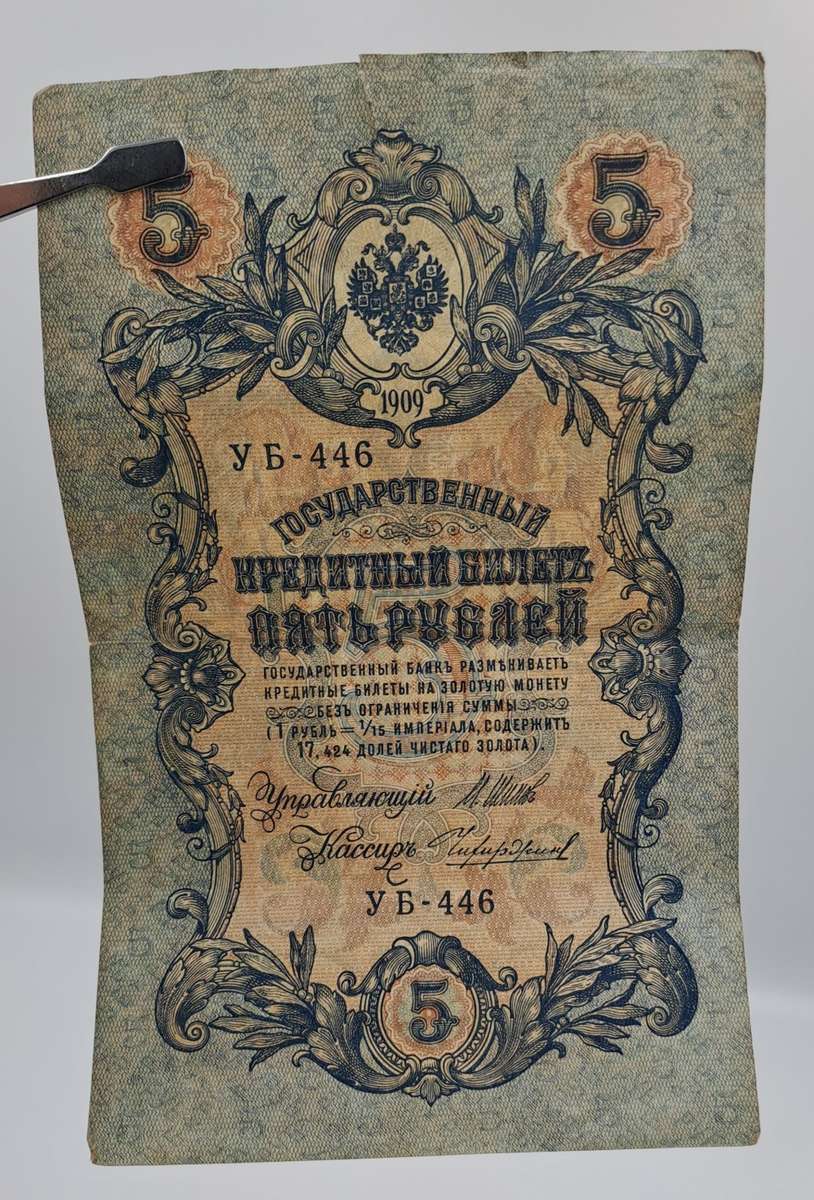 5 5
1909
УБ-446
ГОСУДАРСТВЕННЫЙ
КРЕДИТНЫЙ БИЛЕТЪ
ПЯТЬ РУБЛЕЙ
ГОСУДАРСТВЕННЫЙ БАНКЪ РАЗМѢНИВАЕТЪ
КРЕДИТНЫЕ БИЛЕТЫ НА ЗОЛОТУЮ МОНЕТУ
БЕЗЪ ОГРАНИЧЕНІЯ СУММЫ
(1 РУБЛЬ = 1/15 ИМПЕРІАЛА, СОДЕРЖИТЪ
17,424 ДОЛЕЙ ЧИСТАГО ЗОЛОТА).
Управляющій И. Шипов
Кассиръ
УБ-446
5